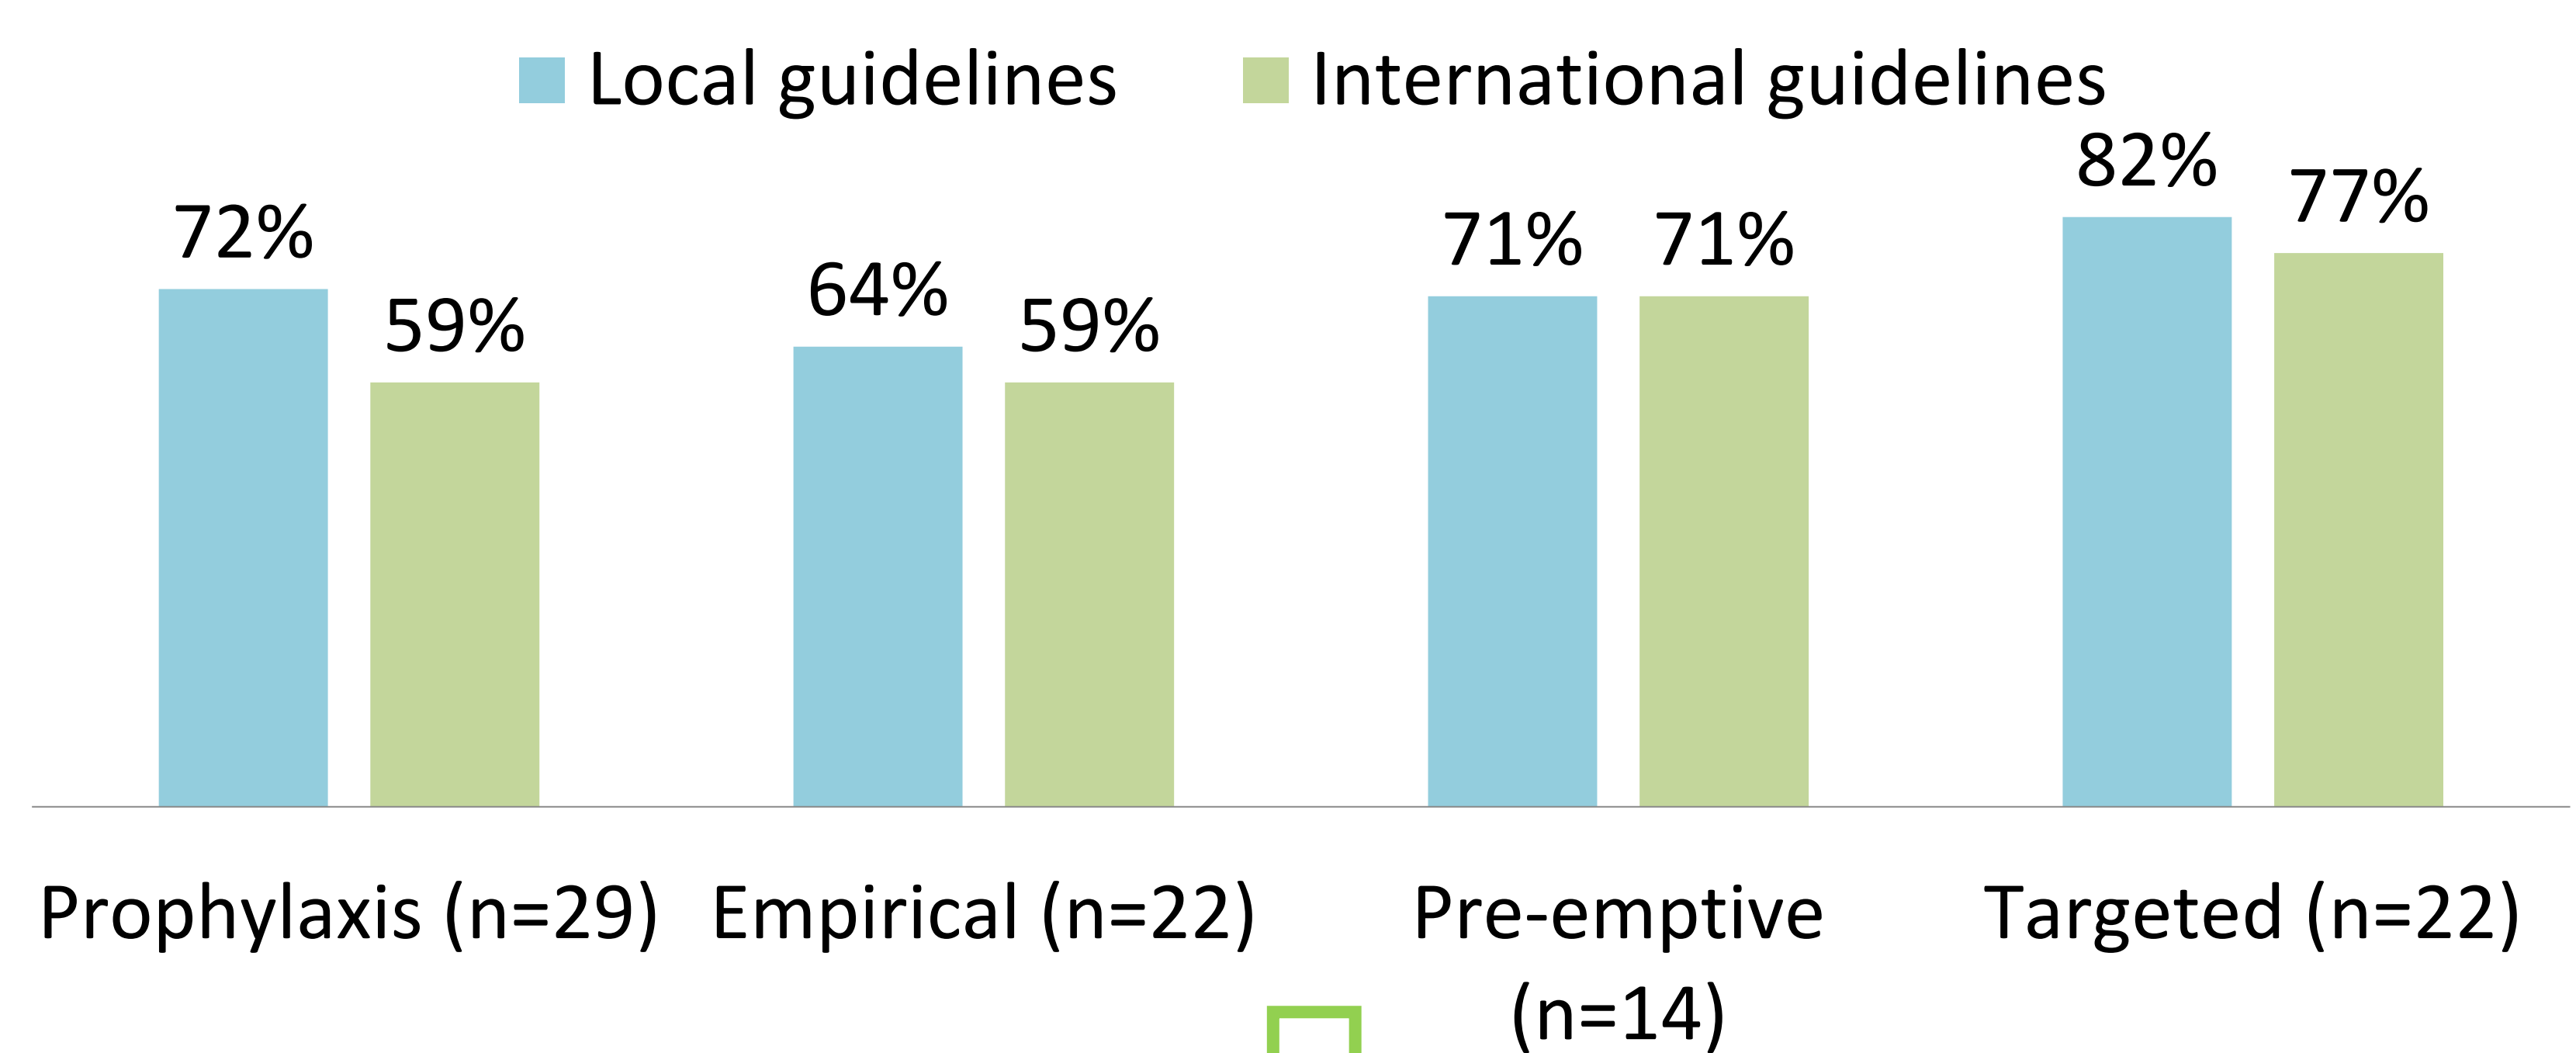 Local guidelines International guidelines
72% 59% 64% 59% 71% 71% 82% 77%
Prophylaxis (n=29) Empirical (n=22) Pre-emptive Targeted (n=22)
(n=14)